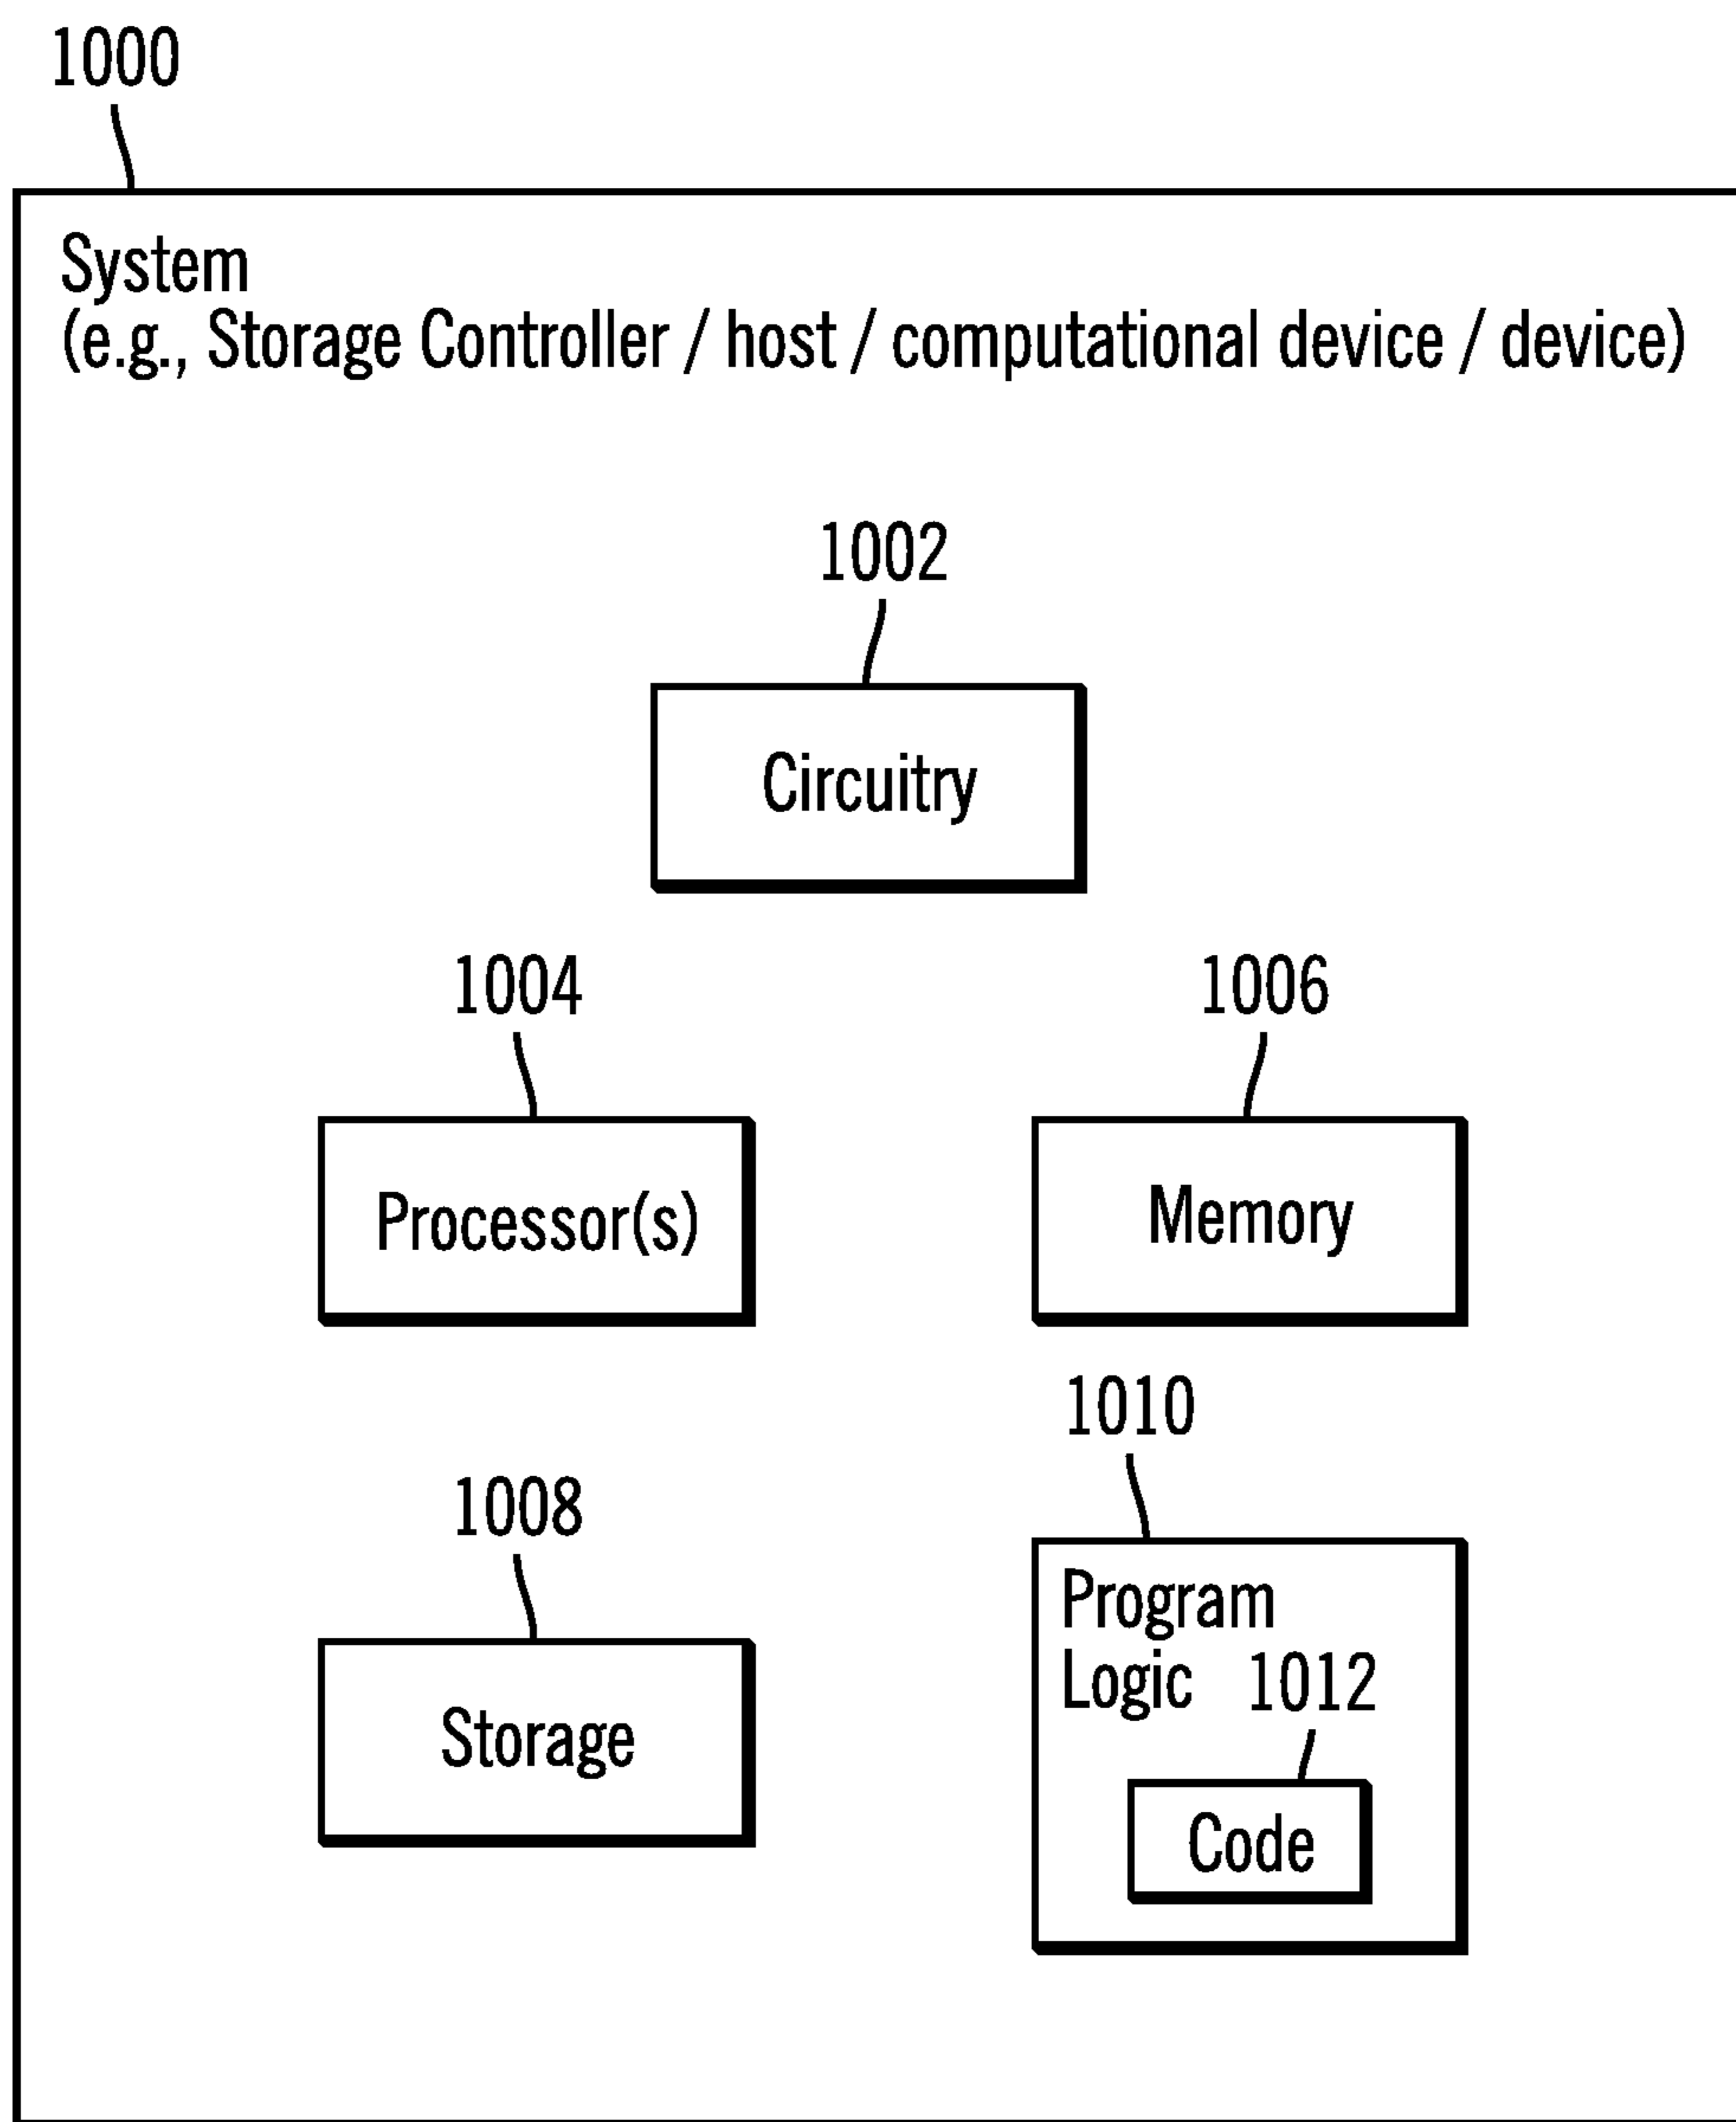 1000
System
(e.g., Storage Controller / host / computational device / device)
1002
Circuitry
1004
1006
Processor(s)
Memory
1010
1008
Program
Logic 1012
Storage
Code